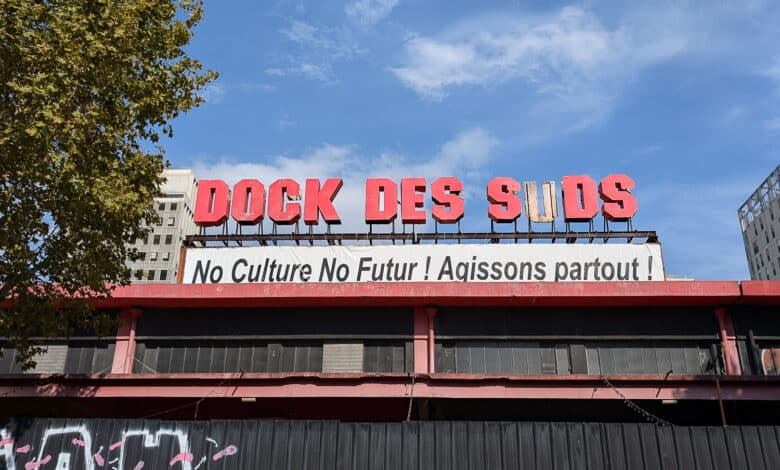 DOCK DES SUDS
No Culture No Futur ! Agissons partout !